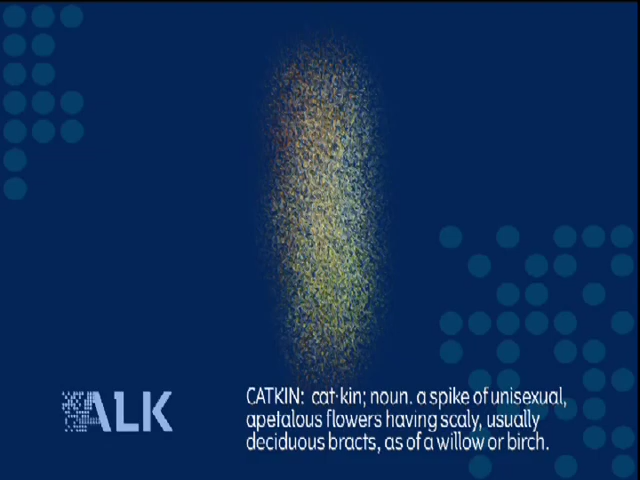 ALK
CATKIN: cat·kin; noun. a spike of unisexual,
apetalous flowers having scaly, usually
deciduous bracts, as of a willow or birch.